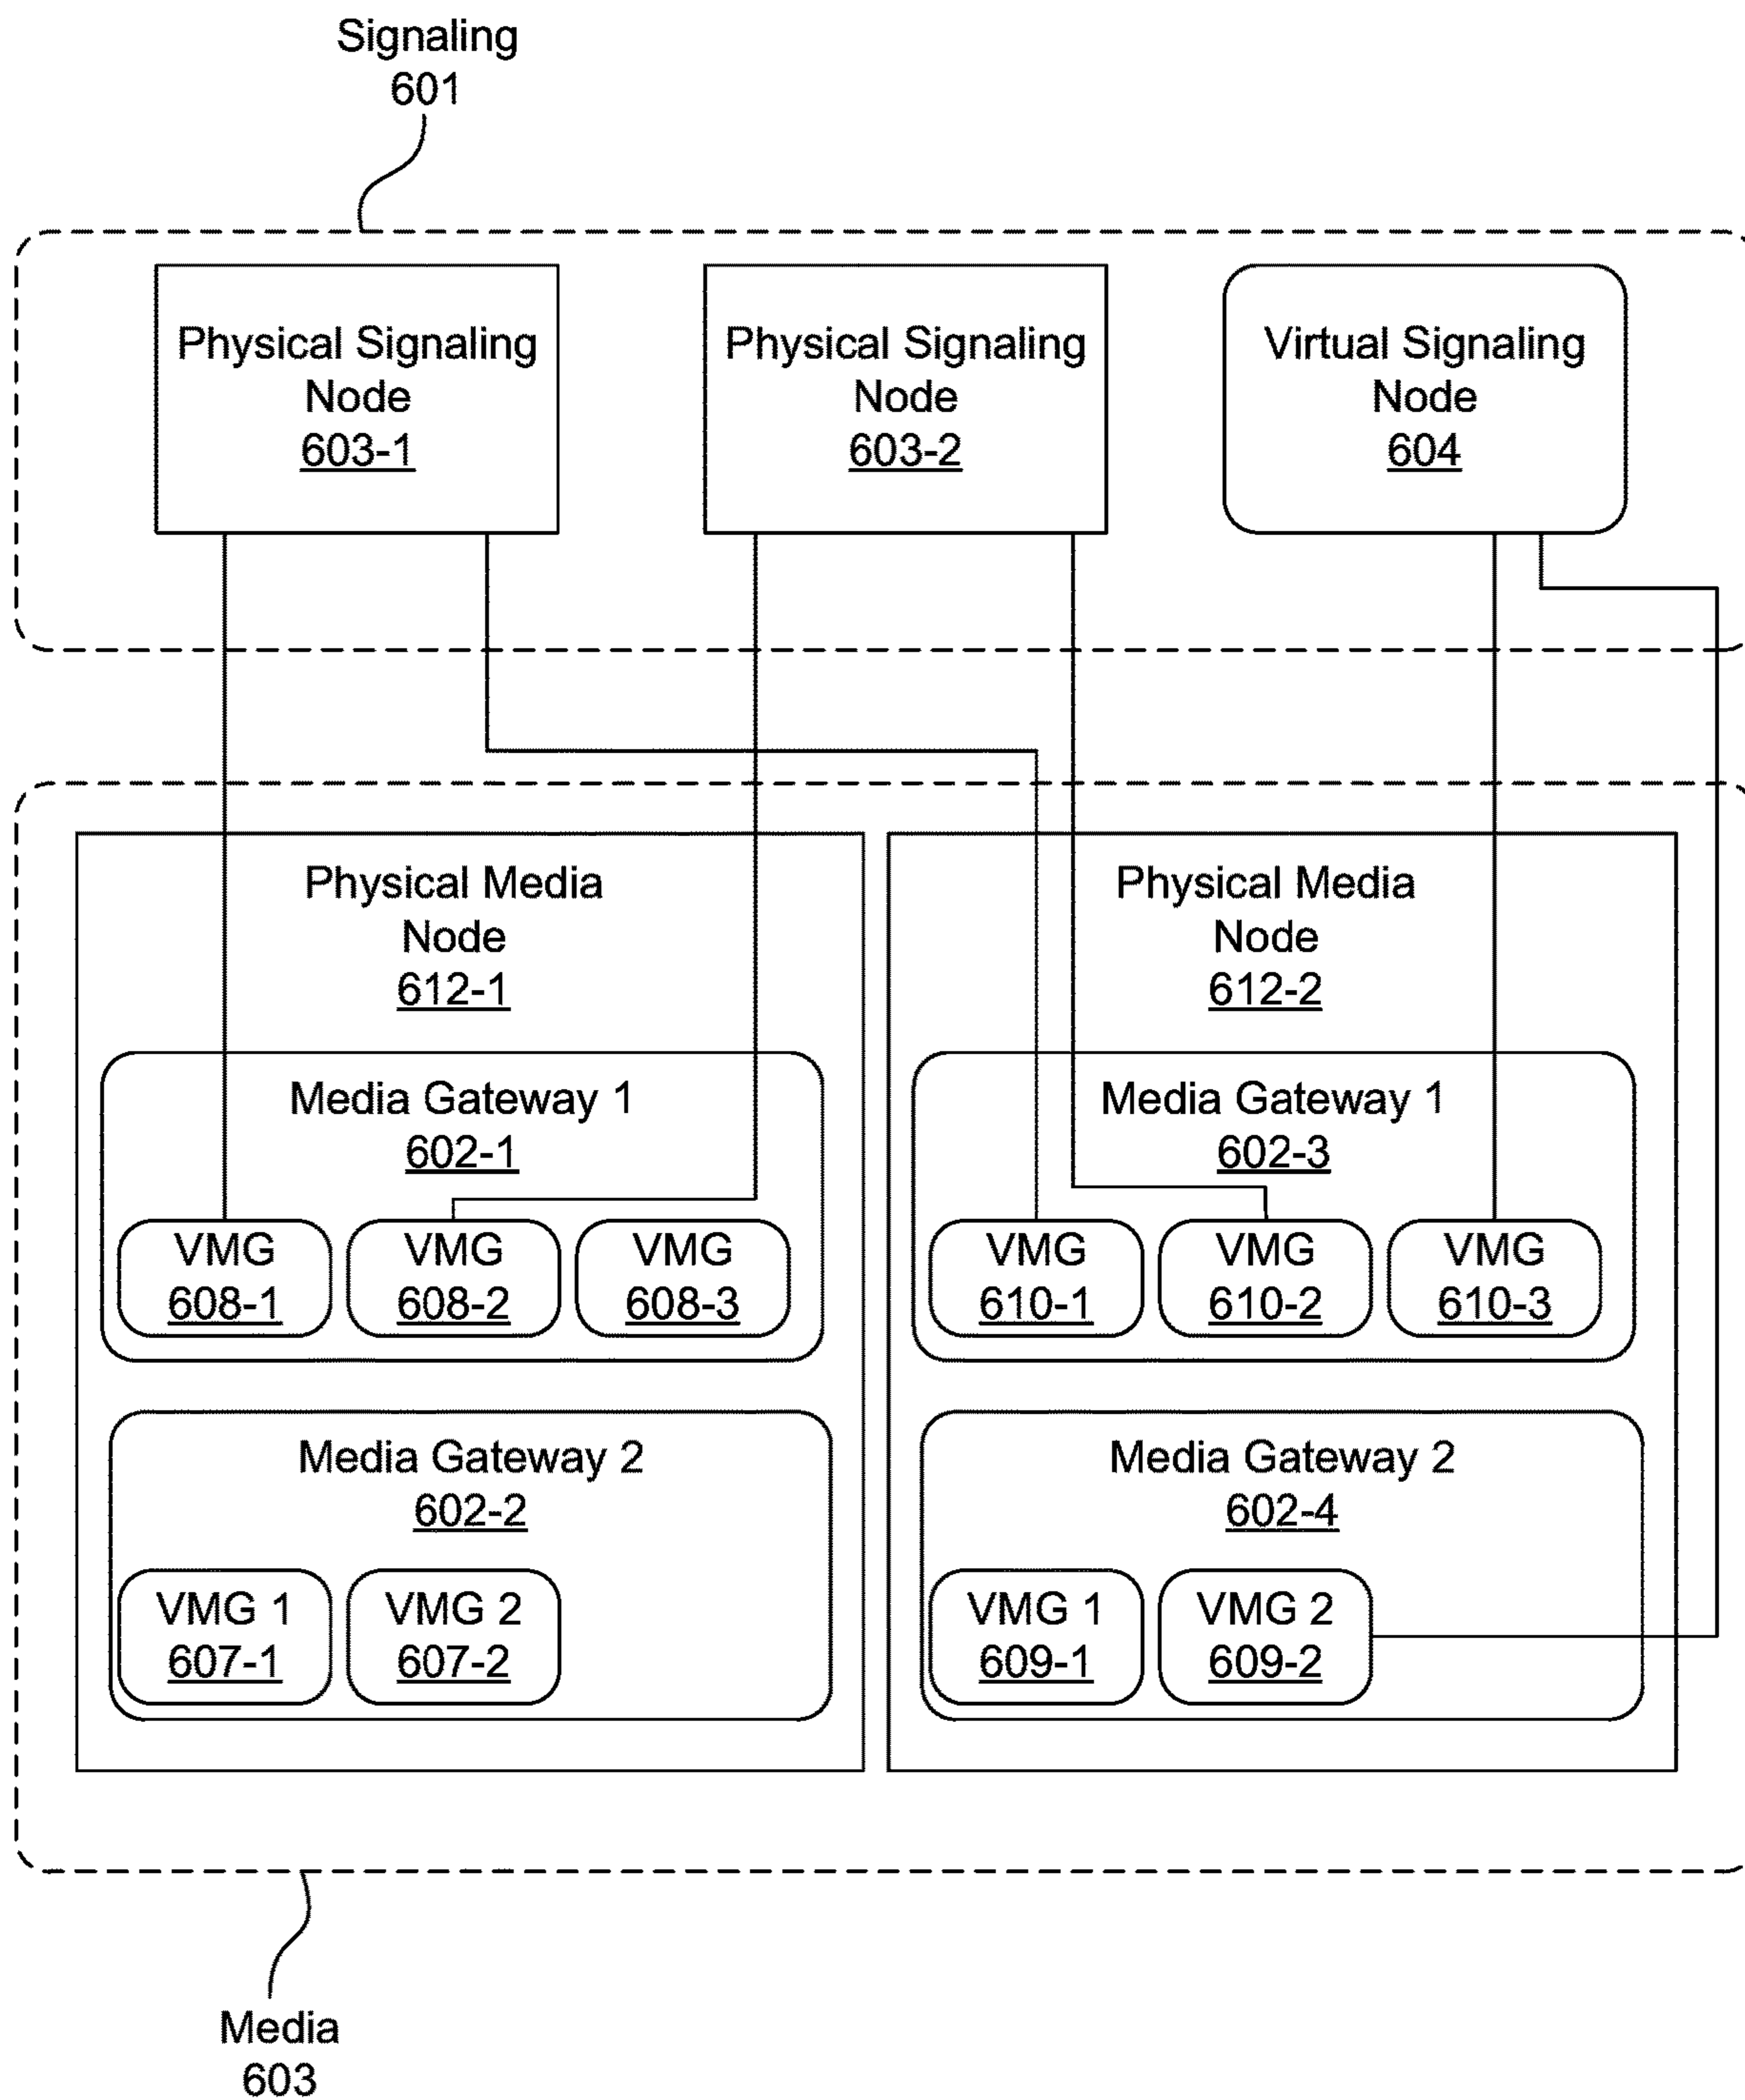 Signaling
601
Physical Signaling
Node
603-1
Physical Signaling
Node
603-2
Virtual Signaling
Node
604
Physical Media
Node
612-1
Physical Media
Node
612-2
Media Gateway 1
602-1
Media Gateway 1
602-3
VMG
608-1
VMG
608-2
VMG
608-3
VMG
610-1
VMG
610-2
VMG
610-3
Media Gateway 2
602-2
Media Gateway 2
602-4
VMG 1
607-1
VMG 2
607-2
VMG 1
609-1
VMG 2
609-2
Media
603